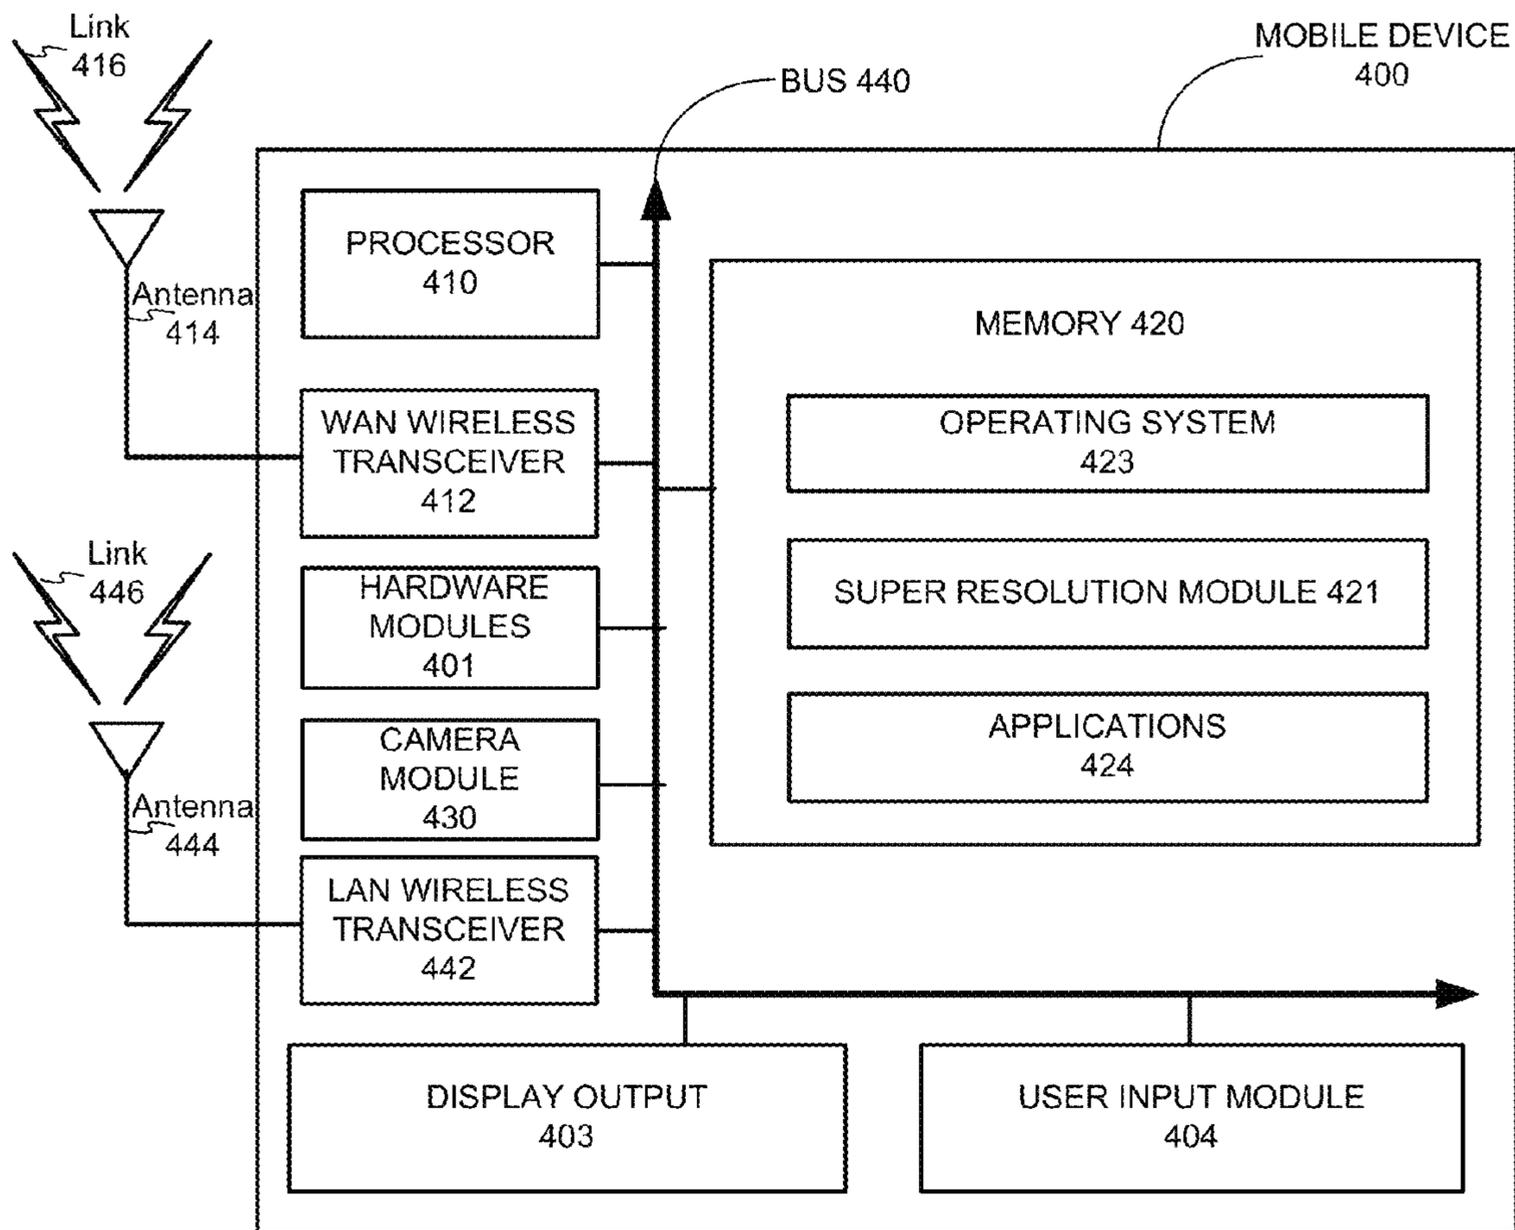 Link
416
MOBILE DEVICE
400
BUS 440
PROCESSOR
410
Antenna
414
MEMORY 420
WAN WIRELESS
TRANSCEIVER
412
OPERATING SYSTEM
423
Link
446
HARDWARE
MODULES
401
SUPER RESOLUTION MODULE 421
CAMERA
MODULE
430
APPLICATIONS
424
Antenna
444
LAN WIRELESS
TRANSCEIVER
442
DISPLAY OUTPUT
403
USER INPUT MODULE
404